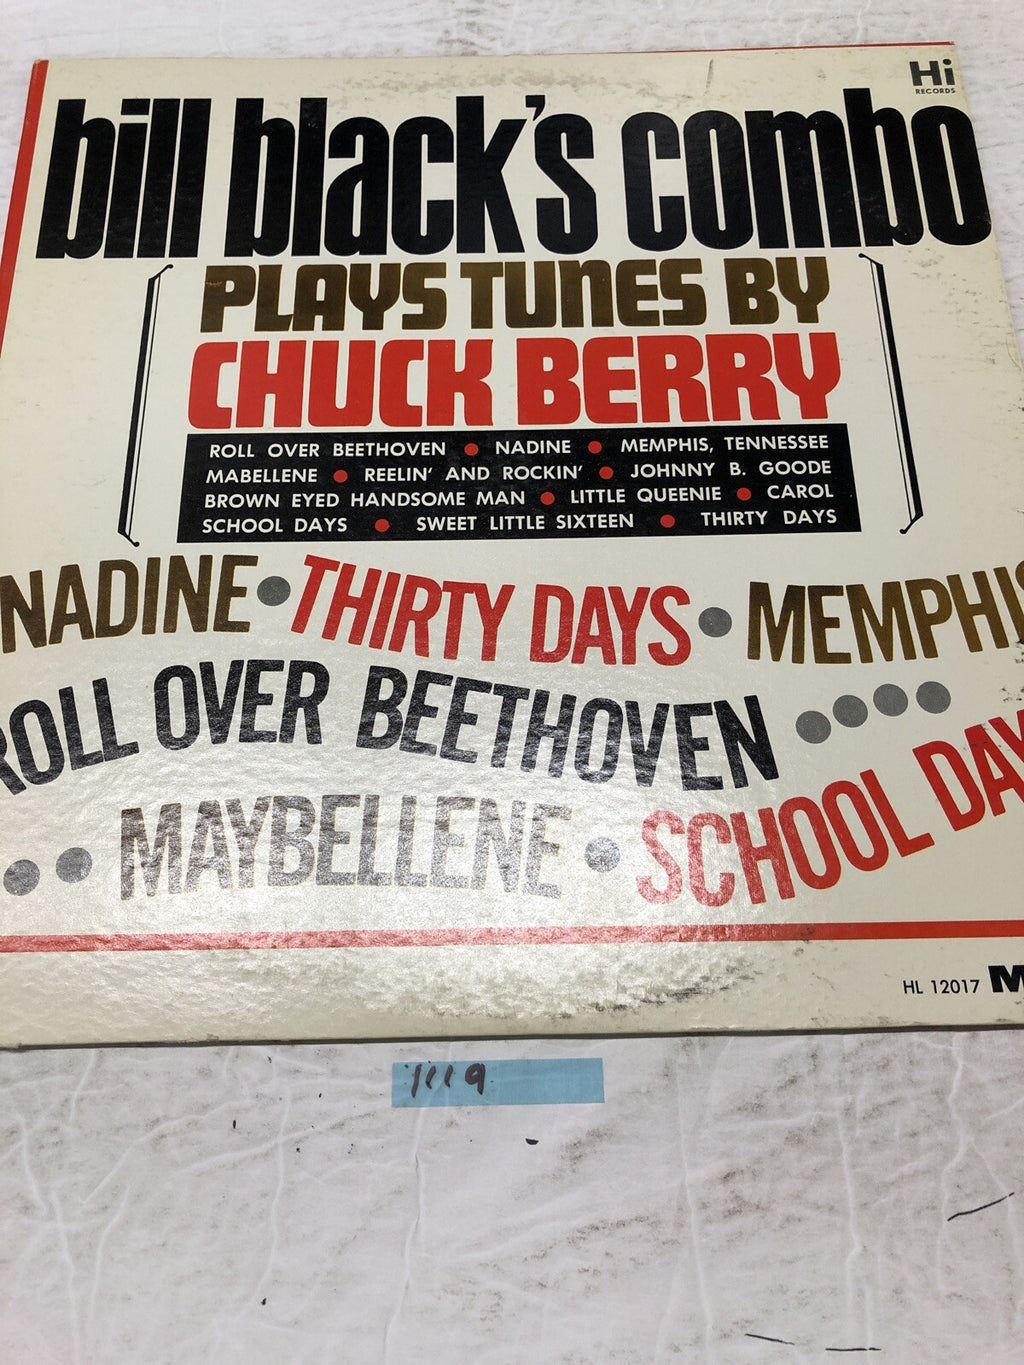 Hi
RECORDS
bill black's combo
PLAYS TUNES BY
CHUCK BERRY
ROLL OVER BEETHOVEN • NADINE • MEMPHIS, TENNESSEE
MABELLENE • REELIN' AND ROCKIN' • JOHNNY B. GOODE
BROWN EYED HANDSOME MAN • LITTLE QUEENIE • CAROL
SCHOOL DAYS • SWEET LITTLE SIXTEEN • THIRTY DAYS
NADINE • THIRTY DAYS • MEMPHIS
ROLL OVER BEETHOVEN ••••
•• MAYBELLENE • SCHOOL DAY
HL 12017 M
1119